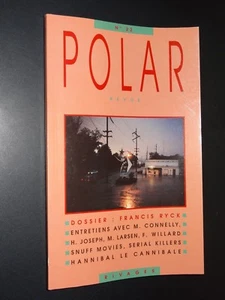 POLAR
REVUE
DOSSIER : FRANCIS RYCK
ENTRETIENS AVEC M. CONNELLY,
H. JOSEPH, M. LARSEN, F. WILLARD
SNUFF MOVIES, SERIAL KILLERS
HANNIBAL LE CANNIBALE
RIVAGES